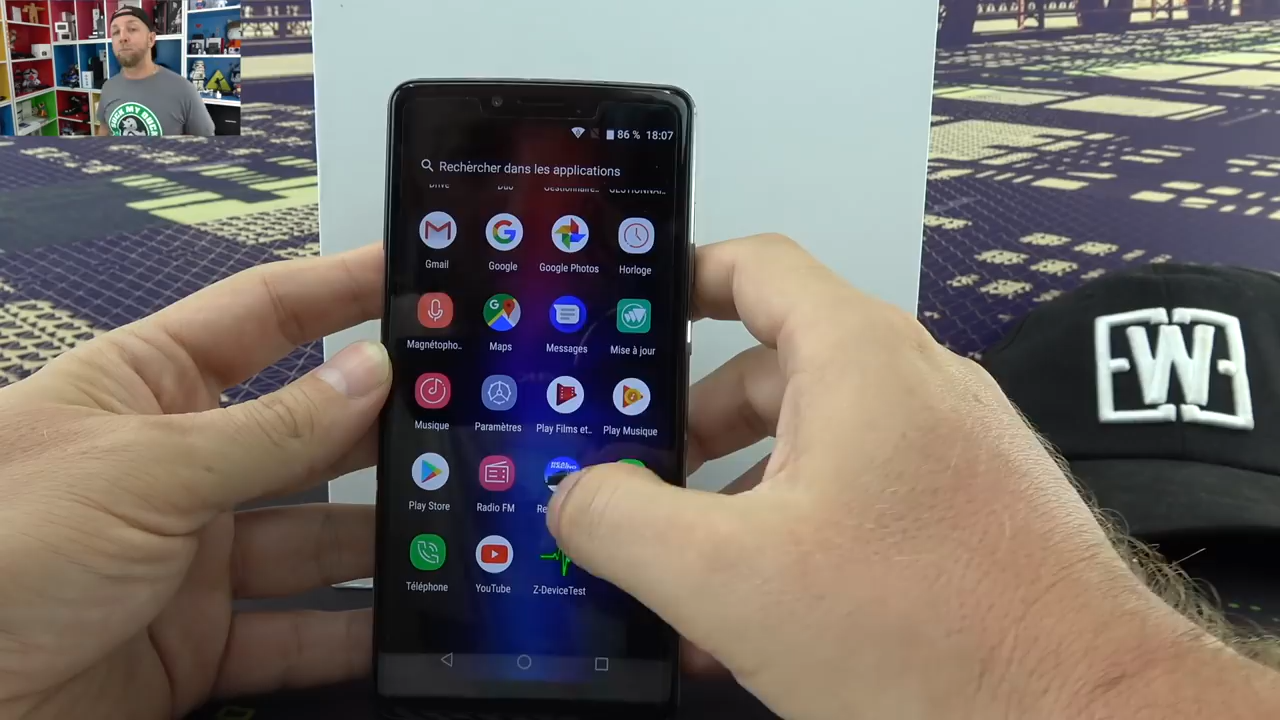 86 % 18:07
Rechercher dans les applications
Gmail
Google
Google Photos
Horloge
Magnétopho..
Maps
Messages
Mise à jour
Musique
Paramètres
Play Films et..
Play Musique
Play Store
Radio FM
Re
Téléphone
YouTube
Z-DeviceTest
W